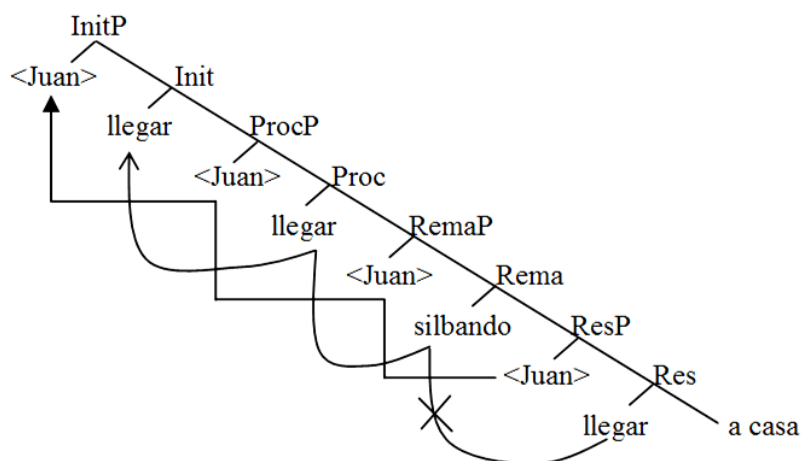 InitP
<Juan> Init
llegar ProcP
<Juan> Proc
llegar RemaP
<Juan> Rema
silbando ResP
<Juan> Res
llegar a casa